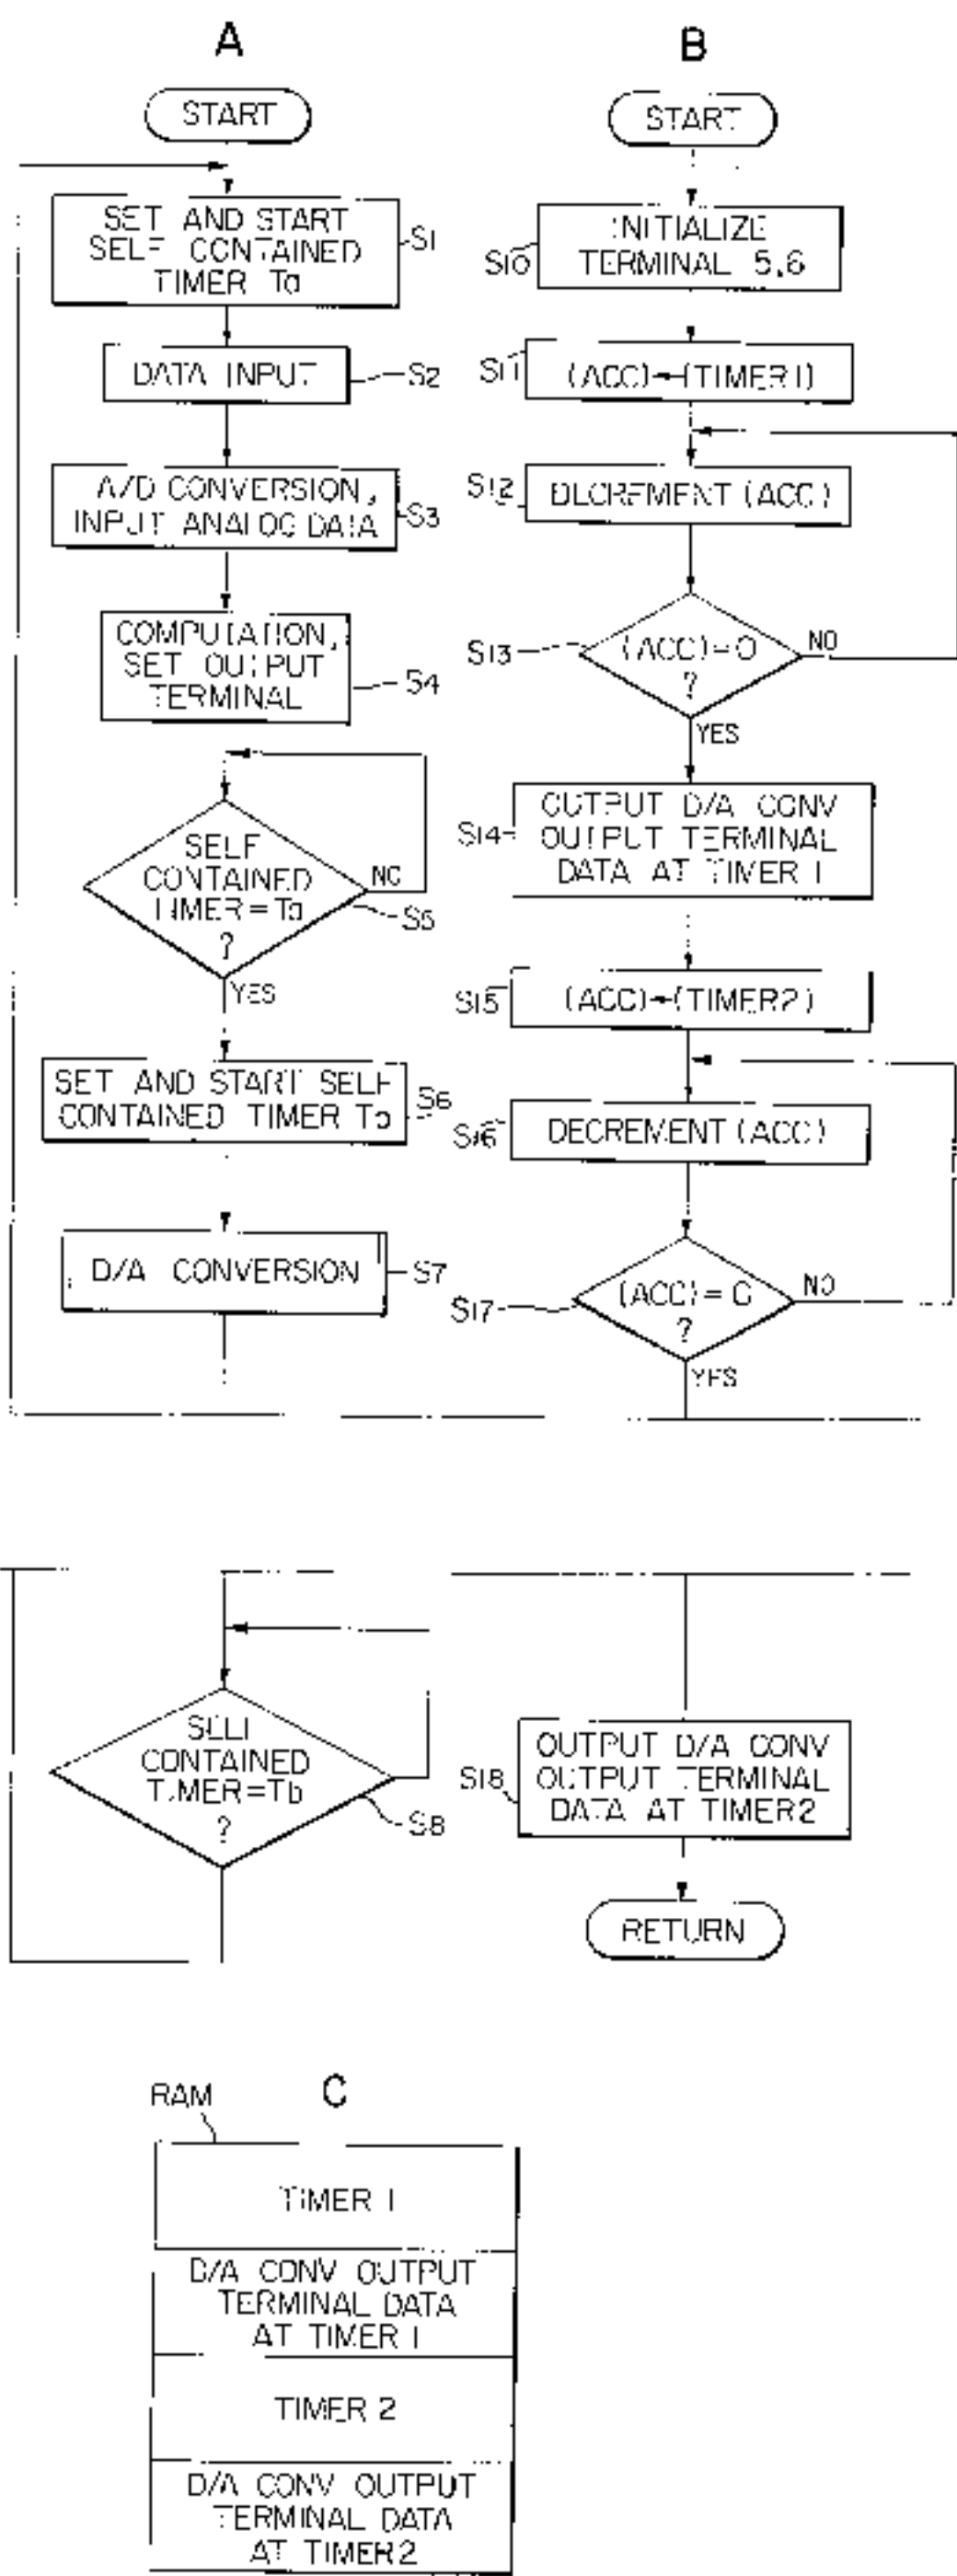 A
START
SET AND START
SELF CONTAINED
TIMER Ta
S1
DATA INPUT
S2
A/D CONVERSION,
INPUT ANALOG DATA
S3
COMPUTATION,
SET OUTPUT
TERMINAL
S4
SELF
CONTAINED
TIMER=Ta
?
NO
S5
YES
SET AND START SELF
CONTAINED TIMER Tb
S6
D/A CONVERSION
S7
SELF
CONTAINED
TIMER=Tb
?
S8
B
START
INITIALIZE
TERMINAL 5,6
S10
(ACC)←(TIMER1)
S11
DECREMENT (ACC)
S12
(ACC)=0
?
S13
NO
YES
OUTPUT D/A CONV
OUTPUT TERMINAL
DATA AT TIMER 1
S14
(ACC)←(TIMER2)
S15
DECREMENT (ACC)
S16
(ACC)=0
?
S17
NO
YES
OUTPUT D/A CONV
OUTPUT TERMINAL
DATA AT TIMER2
S18
RETURN
C
RAM
TIMER 1
D/A CONV OUTPUT
TERMINAL DATA
AT TIMER 1
TIMER 2
D/A CONV OUTPUT
TERMINAL DATA
AT TIMER2